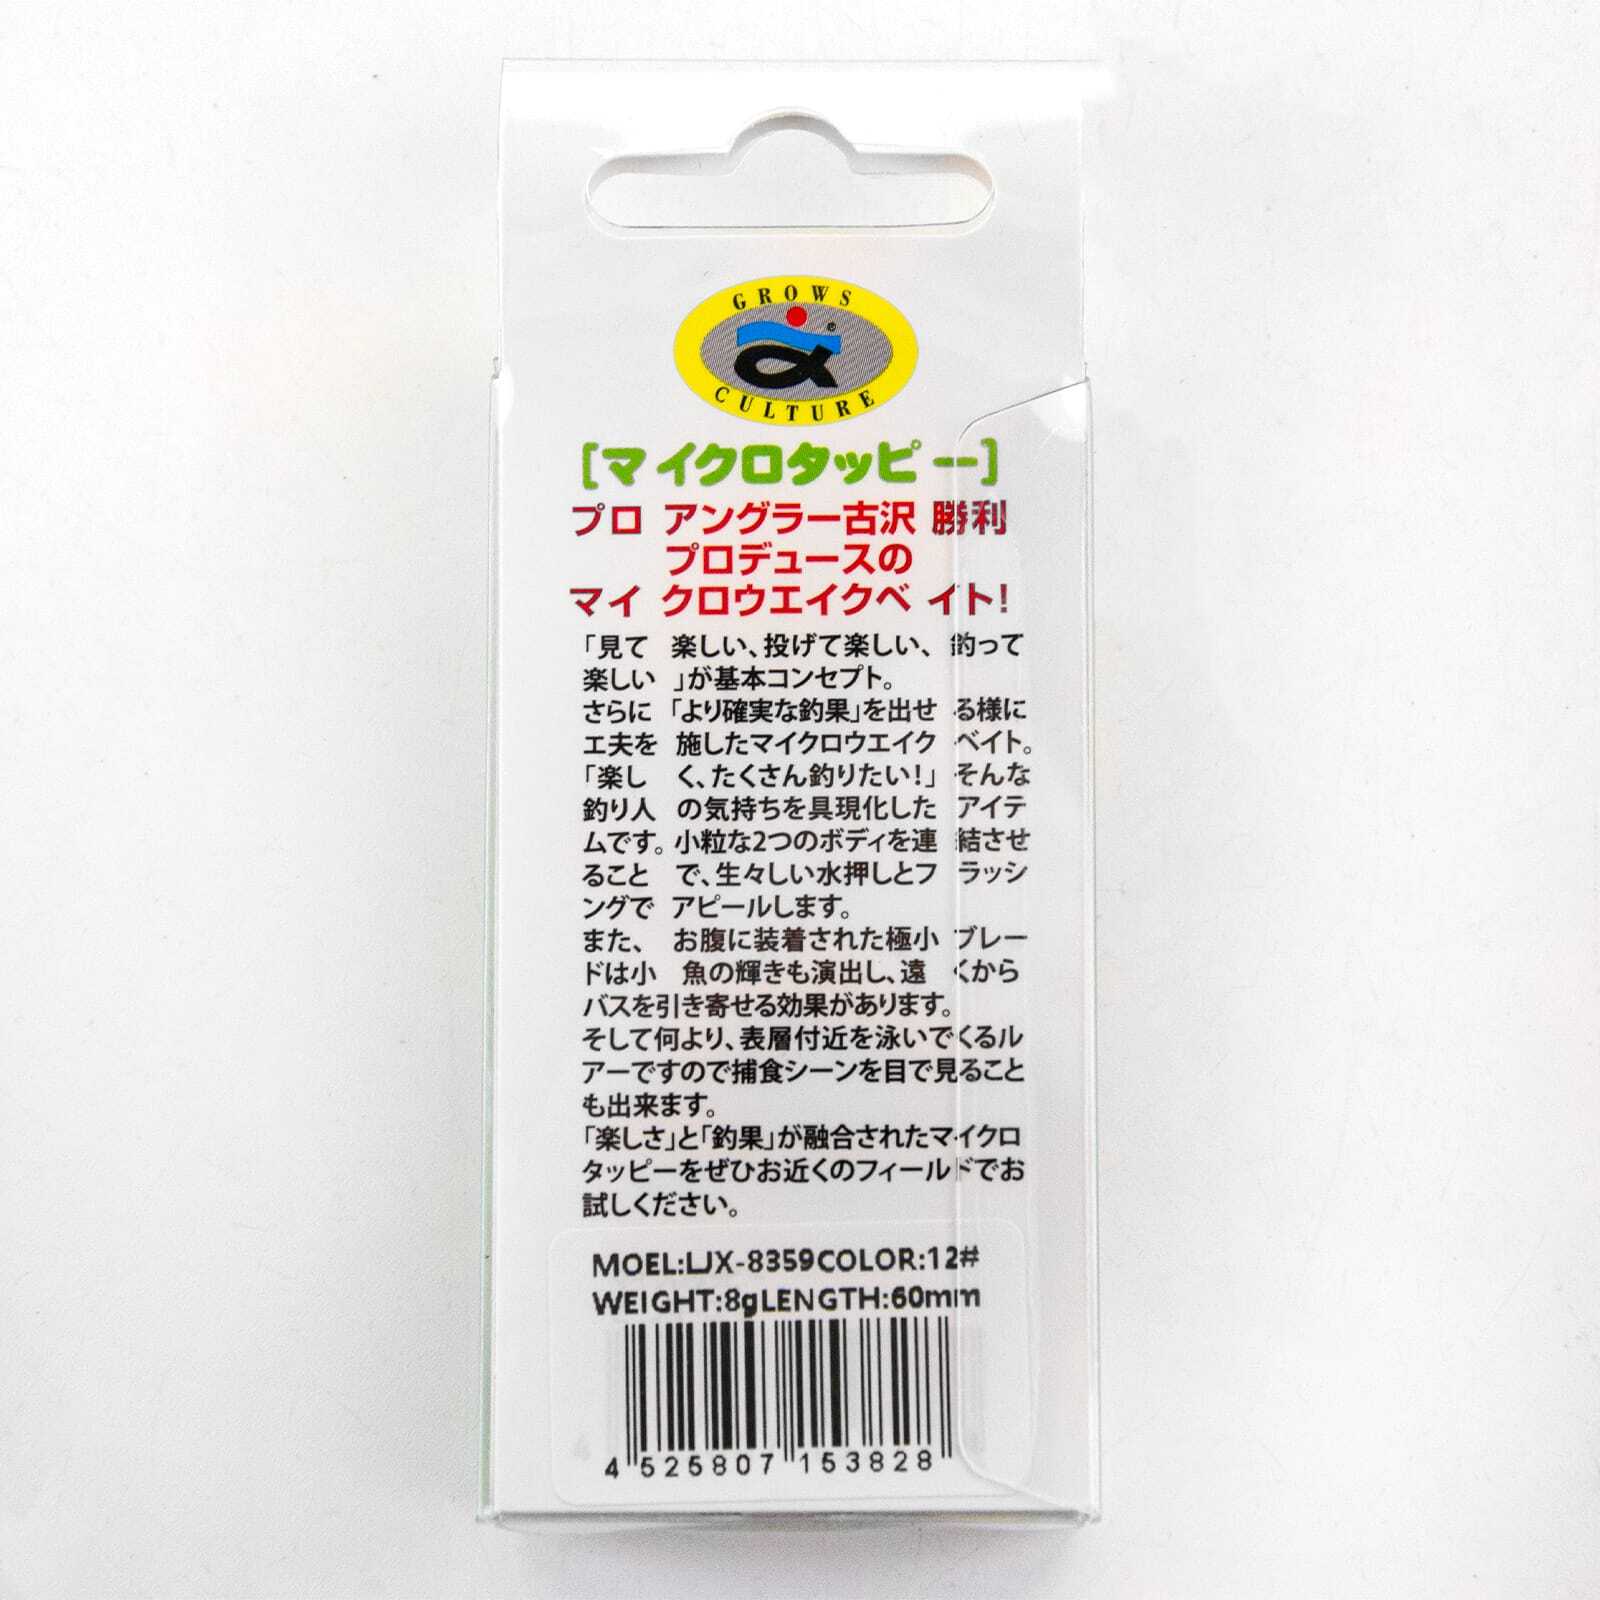 GROWS
CULTURE
[マイクロタッピー]
プロ アングラー古沢 勝利
プロデュースの
マイクロウエイクベイト!
「見て楽しい、投げて楽しい、釣って
楽しい」が基本コンセプト。
さらに「より確実な釣果」を出せる様に
工夫を施したマイクロウエイクベイト。
「楽しく、たくさん釣りたい!」そんな
釣り人の気持ちを具現化したアイテ
ムです。小粒な2つのボディを連結させ
ることで、生々しい水押しとフラッシ
ングでアピールします。
また、お腹に装着された極小ブレー
ドは小魚の輝きも演出し、遠くから
バスを引き寄せる効果があります。
そして何より、表層付近を泳いでくるル
アーですので捕食シーンを目で見ること
も出来ます。
「楽しさ」と「釣果」が融合されたマイクロ
タッピーをぜひお近くのフィールドでお
試しください。
MOEL:LJX-8359COLOR:12#
WEIGHT:8gLENGTH:60mm
4 525807 153828